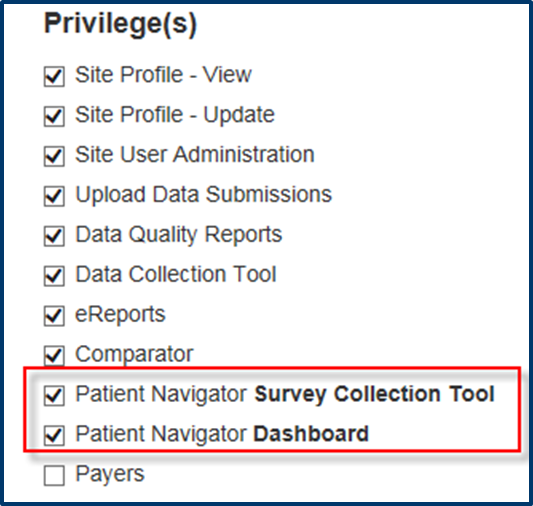 Privilege(s)
Site Profile - View
Site Profile - Update
Site User Administration
Upload Data Submissions
Data Quality Reports
Data Collection Tool
eReports
Comparator
Patient Navigator Survey Collection Tool
Patient Navigator Dashboard
Payers